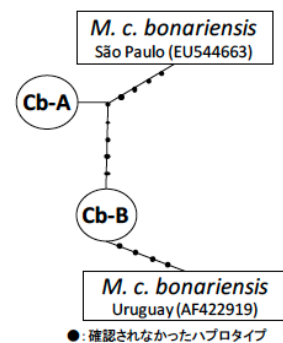 M. c. bonariensis
São Paulo (EU544663)
Cb-A
Cb-B
M. c. bonariensis
Uruguay (AF422919)
●：確認されなかったハプロタイプ